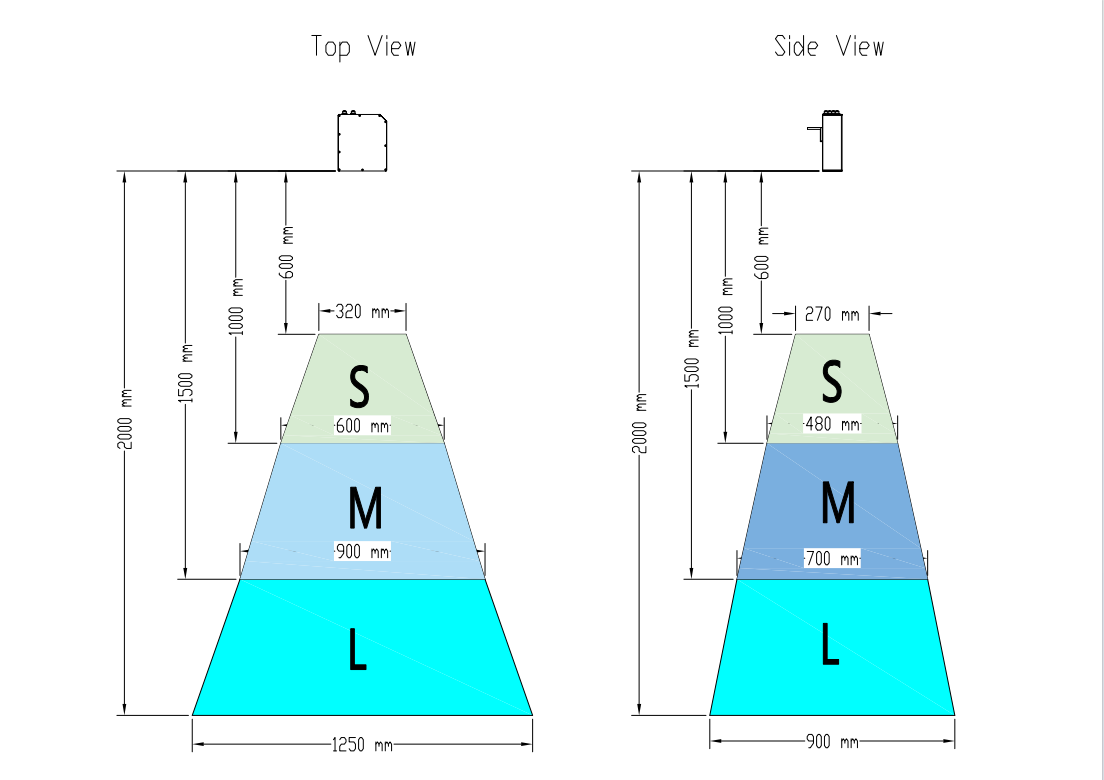 Top View
Side View
600 mm
1000 mm
1500 mm
2000 mm
320 mm
S
600 mm
M
900 mm
L
1250 mm
600 mm
1000 mm
1500 mm
2000 mm
270 mm
S
480 mm
M
700 mm
L
900 mm